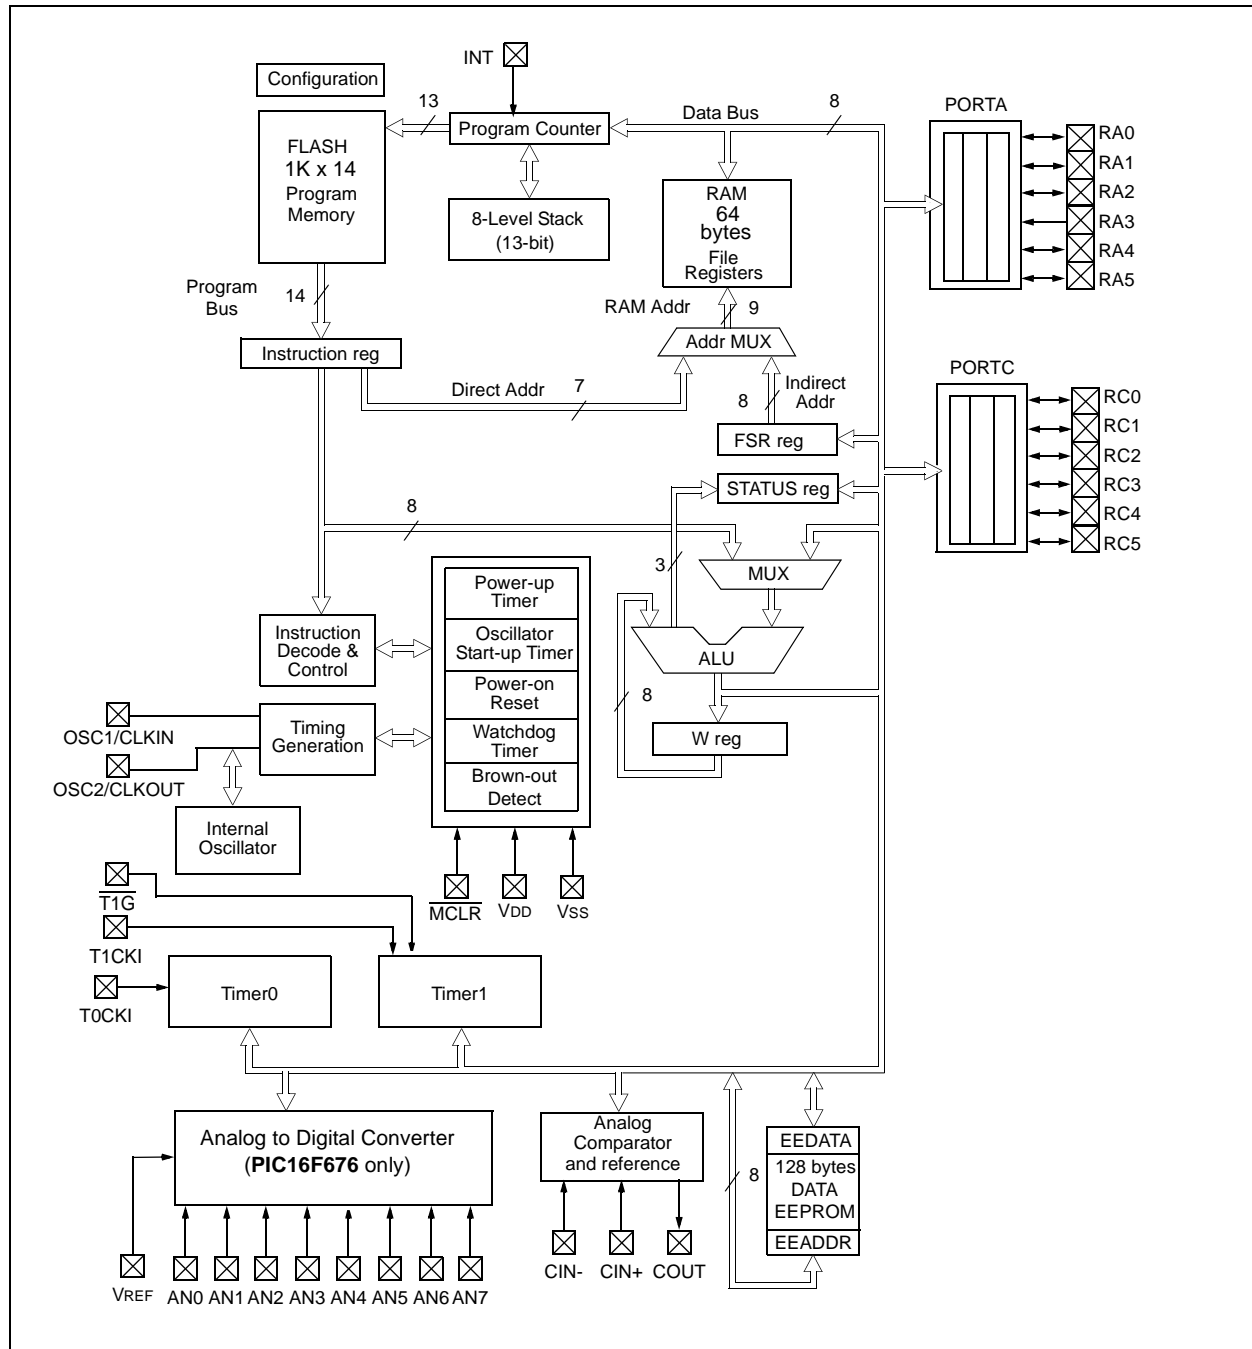 INT
Configuration
13
Program Counter
Data Bus
8
PORTA
FLASH
1K x 14
Program
Memory
8-Level Stack
(13-bit)
RAM
64
bytes
File
Registers
RA0
RA1
RA2
RA3
RA4
RA5
Program
Bus
14
RAM Addr
9
Addr MUX
Instruction reg
Direct Addr
7
8
Indirect
Addr
FSR reg
STATUS reg
PORTC
RC0
RC1
RC2
RC3
RC4
RC5
8
3
MUX
ALU
8
W reg
Instruction
Decode &
Control
Power-up
Timer
Oscillator
Start-up Timer
Power-on
Reset
Watchdog
Timer
Brown-out
Detect
OSC1/CLKIN
OSC2/CLKOUT
Timing
Generation
Internal
Oscillator
MCLR
VDD
VSS
T1G
T1CKI
T0CKI
Timer0
Timer1
Analog to Digital Converter
(PIC16F676 only)
Analog
Comparator
and reference
8
EEDATA
128 bytes
DATA
EEPROM
EEADDR
VREF
AN0
AN1
AN2
AN3
AN4
AN5
AN6
AN7
CIN-
CIN+
COUT